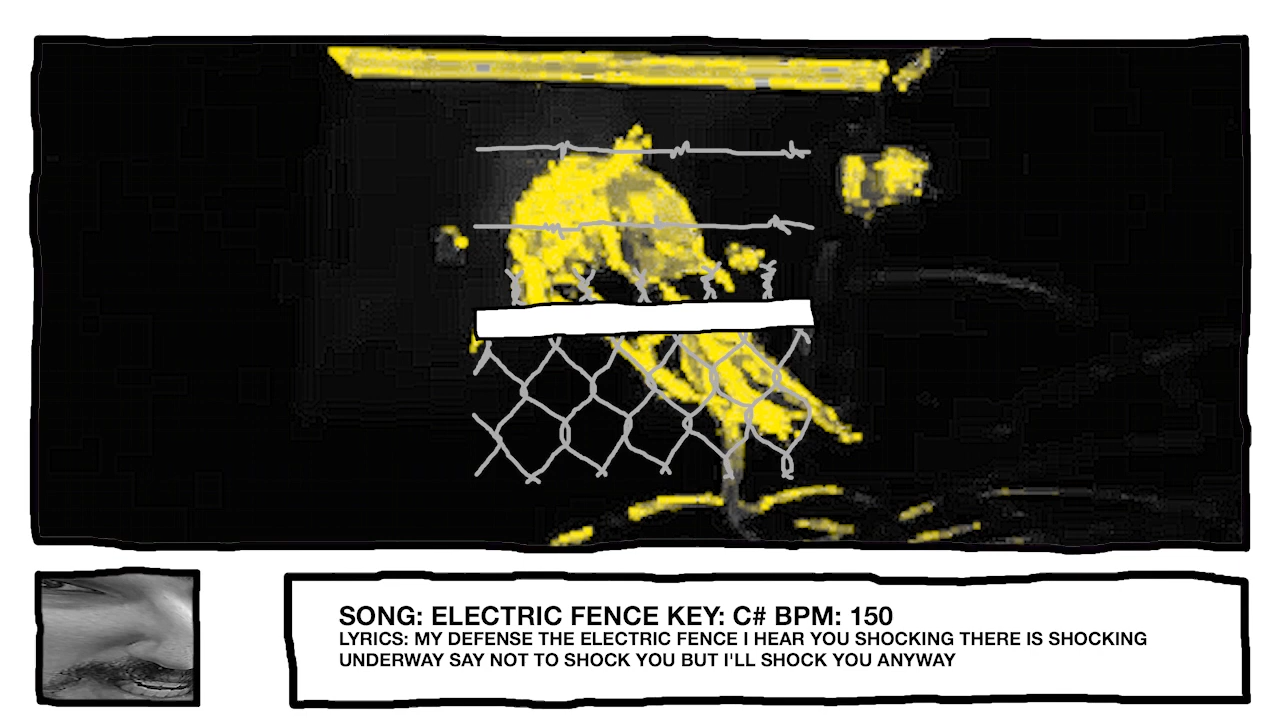 SONG: ELECTRIC FENCE KEY: C# BPM: 150
LYRICS: MY DEFENSE THE ELECTRIC FENCE I HEAR YOU SHOCKING THERE IS SHOCKING
UNDERWAY SAY NOT TO SHOCK YOU BUT I'LL SHOCK YOU ANYWAY